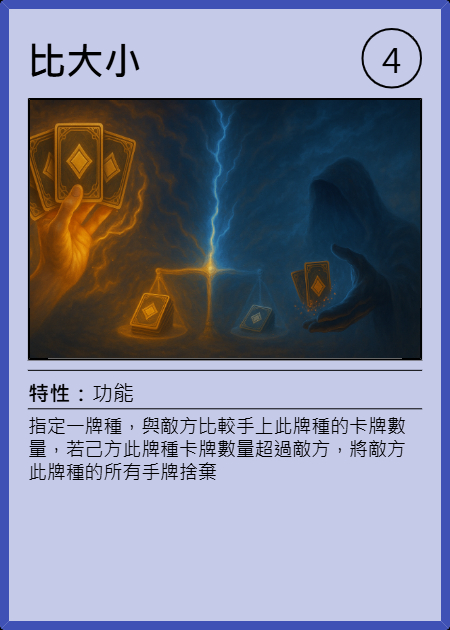 比大小
4
特性：功能
指定一牌種，與敵方比較手上此牌種的卡牌數
量，若己方此牌種卡牌數量超過敵方，將敵方
此牌種的所有手牌捨棄